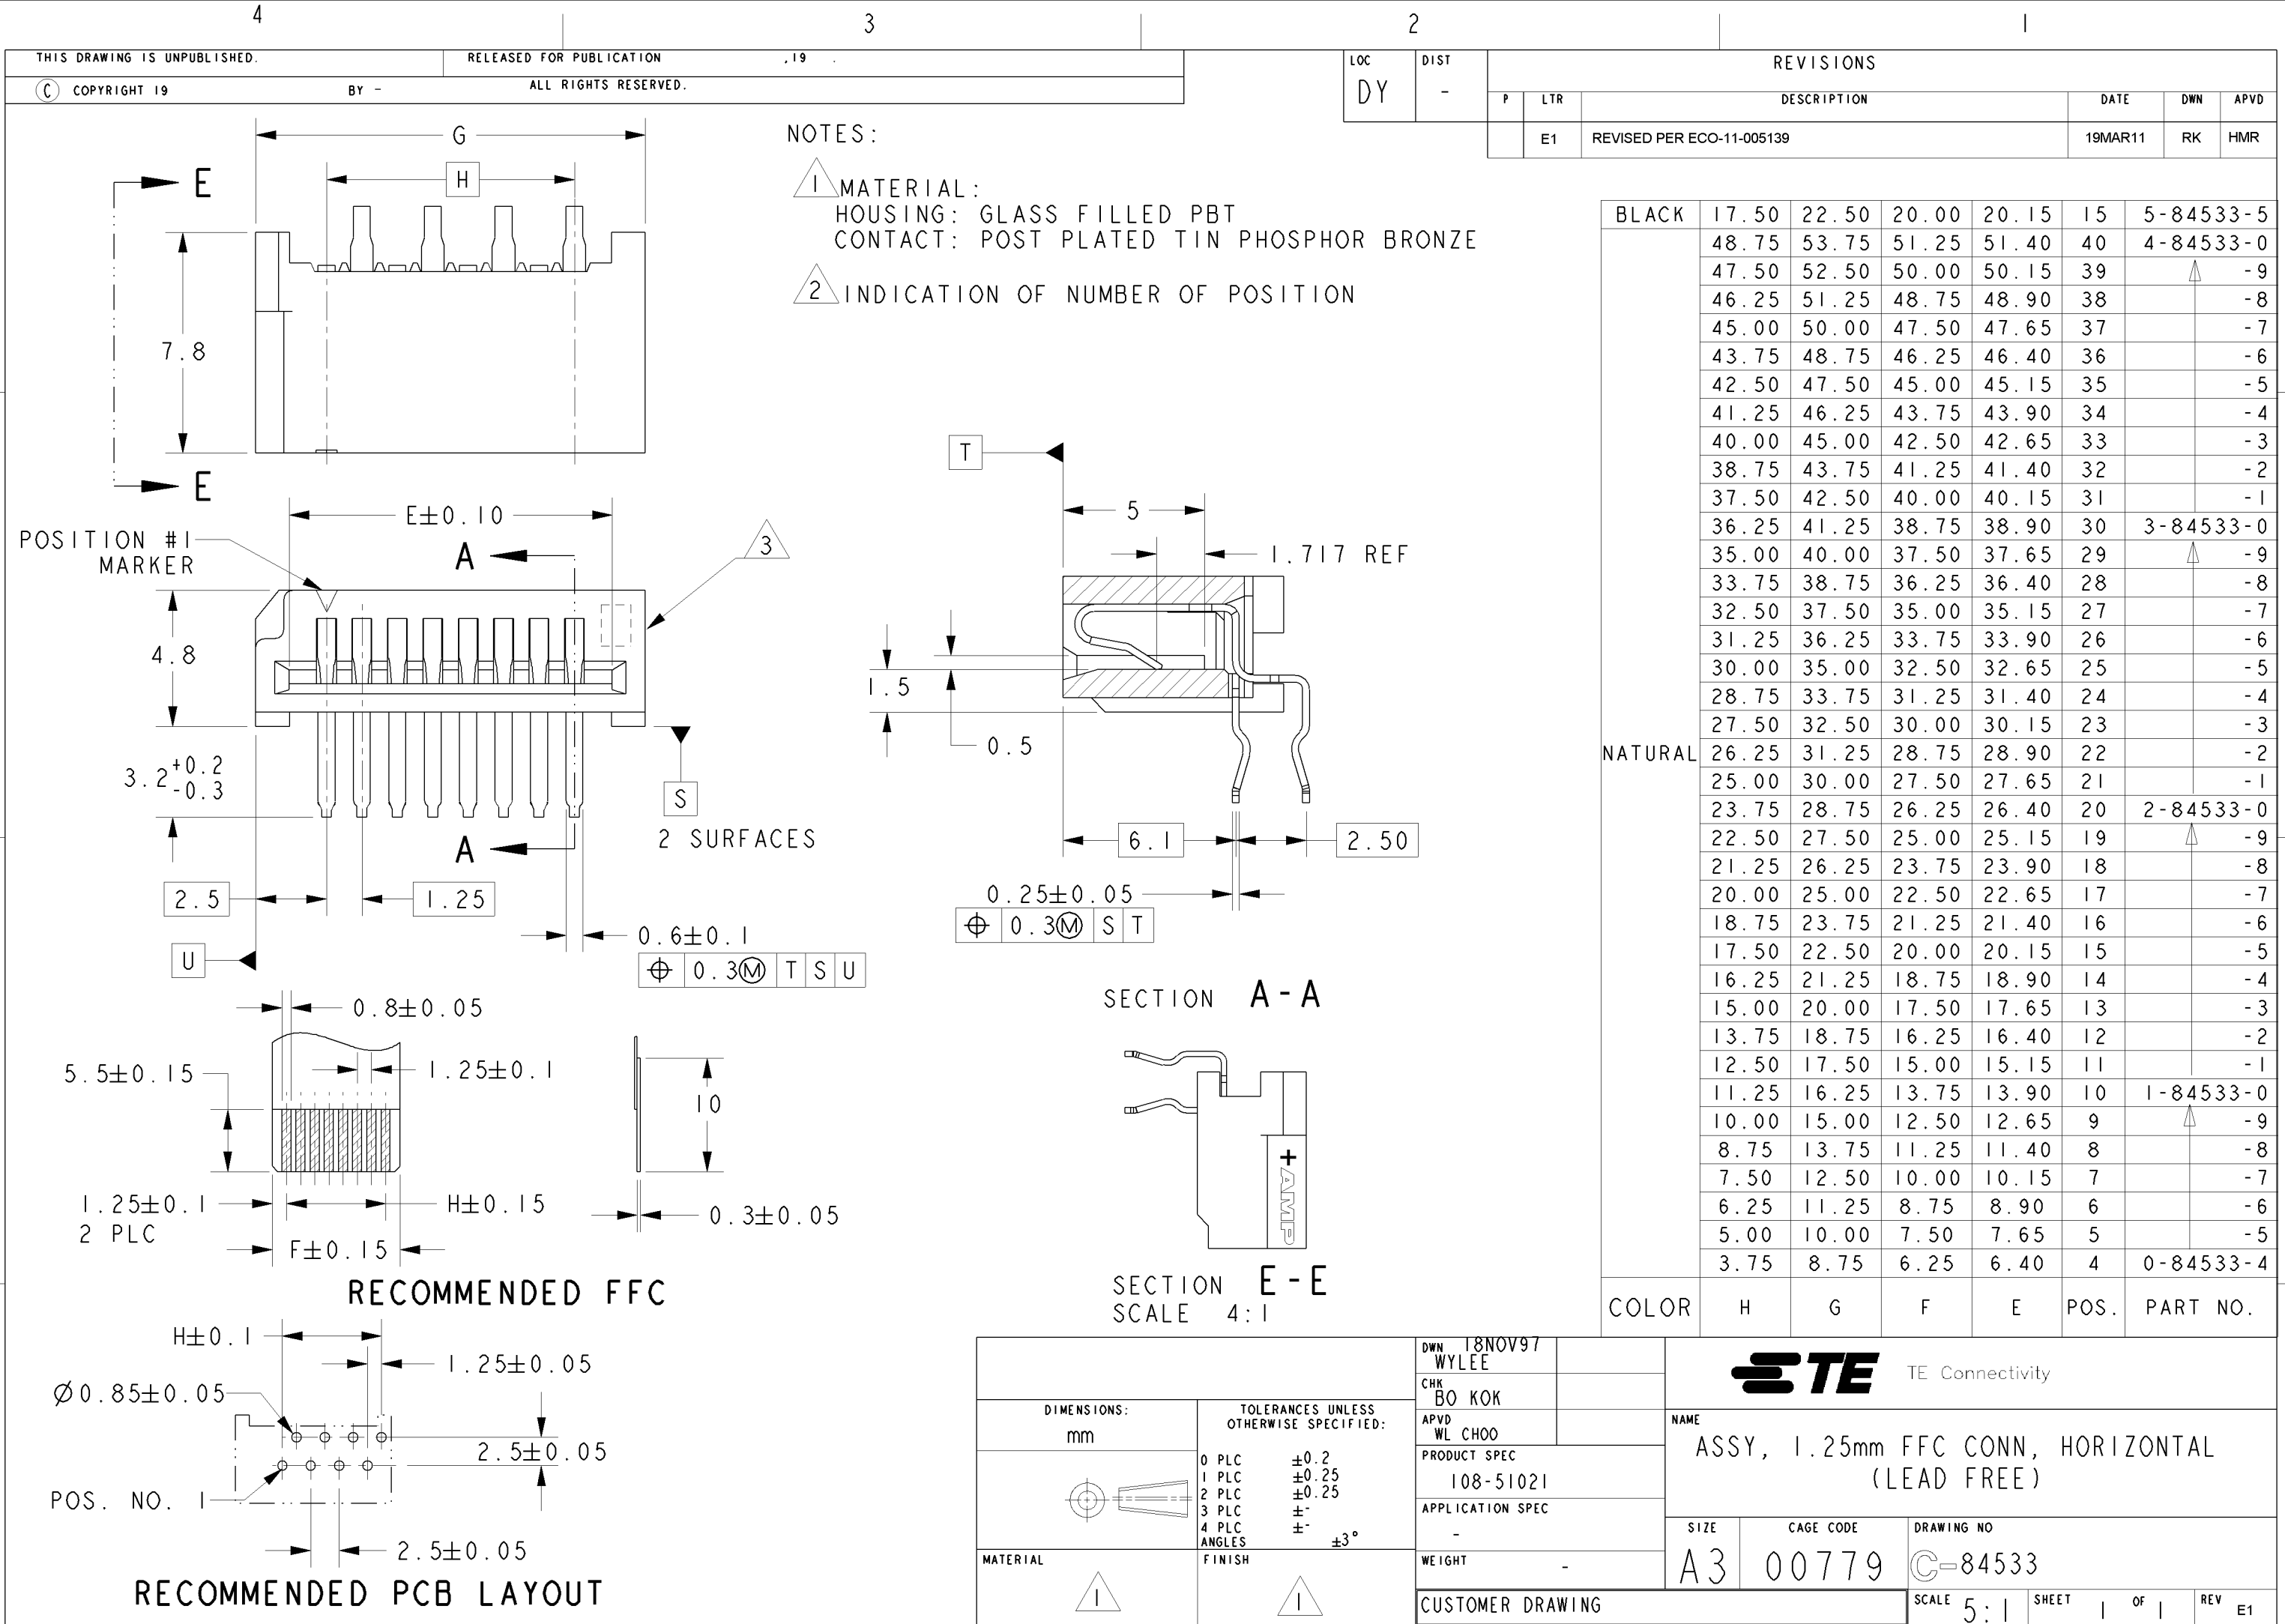 4 3 2 1
THIS DRAWING IS UNPUBLISHED. RELEASED FOR PUBLICATION ,19 .
C COPYRIGHT 19 BY - ALL RIGHTS RESERVED.
LOC DIST REVISIONS
DY -
P LTR DESCRIPTION DATE DWN APVD
E1 REVISED PER ECO-11-005139 19MAR11 RK HMR
NOTES:
1 MATERIAL:
HOUSING: GLASS FILLED PBT
CONTACT: POST PLATED TIN PHOSPHOR BRONZE
2 INDICATION OF NUMBER OF POSITION
G
H
E
7.8
E
E±0.10
POSITION #1
MARKER
A
3
4.8
3.2 +0.2 -0.3
S
2 SURFACES
A
2.5 1.25
0.6±0.1
⌖ 0.3Ⓜ T S U
U
T
5
1.717 REF
1.5
0.5
6.1 2.50
0.25±0.05
⌖ 0.3Ⓜ S T
SECTION A-A
0.8±0.05
5.5±0.15
1.25±0.1
10
1.25±0.1
2 PLC
H±0.15
F±0.15
0.3±0.05
RECOMMENDED FFC
+AMP
SECTION E-E
SCALE 4:1
H±0.1
1.25±0.05
Ø0.85±0.05
2.5±0.05
POS. NO. 1
2.5±0.05
RECOMMENDED PCB LAYOUT
BLACK 17.50 22.50 20.00 20.15 15 5-84533-5
48.75 53.75 51.25 51.40 40 4-84533-0
47.50 52.50 50.00 50.15 39 -9
46.25 51.25 48.75 48.90 38 -8
45.00 50.00 47.50 47.65 37 -7
43.75 48.75 46.25 46.40 36 -6
42.50 47.50 45.00 45.15 35 -5
41.25 46.25 43.75 43.90 34 -4
40.00 45.00 42.50 42.65 33 -3
38.75 43.75 41.25 41.40 32 -2
37.50 42.50 40.00 40.15 31 -1
36.25 41.25 38.75 38.90 30 3-84533-0
35.00 40.00 37.50 37.65 29 -9
33.75 38.75 36.25 36.40 28 -8
32.50 37.50 35.00 35.15 27 -7
31.25 36.25 33.75 33.90 26 -6
30.00 35.00 32.50 32.65 25 -5
28.75 33.75 31.25 31.40 24 -4
27.50 32.50 30.00 30.15 23 -3
NATURAL 26.25 31.25 28.75 28.90 22 -2
25.00 30.00 27.50 27.65 21 -1
23.75 28.75 26.25 26.40 20 2-84533-0
22.50 27.50 25.00 25.15 19 -9
21.25 26.25 23.75 23.90 18 -8
20.00 25.00 22.50 22.65 17 -7
18.75 23.75 21.25 21.40 16 -6
17.50 22.50 20.00 20.15 15 -5
16.25 21.25 18.75 18.90 14 -4
15.00 20.00 17.50 17.65 13 -3
13.75 18.75 16.25 16.40 12 -2
12.50 17.50 15.00 15.15 11 -1
11.25 16.25 13.75 13.90 10 1-84533-0
10.00 15.00 12.50 12.65 9 -9
8.75 13.75 11.25 11.40 8 -8
7.50 12.50 10.00 10.15 7 -7
6.25 11.25 8.75 8.90 6 -6
5.00 10.00 7.50 7.65 5 -5
3.75 8.75 6.25 6.40 4 0-84533-4
COLOR H G F E POS. PART NO.
DIMENSIONS:
mm
TOLERANCES UNLESS
OTHERWISE SPECIFIED:
0 PLC ±0.2
1 PLC ±0.25
2 PLC ±0.25
3 PLC ±-
4 PLC ±-
ANGLES ±3°
MATERIAL
1
FINISH
1
DWN 18NOV97
WYLEE
CHK
BO KOK
APVD
WL CHOO
PRODUCT SPEC
108-51021
APPLICATION SPEC
-
WEIGHT -
CUSTOMER DRAWING
TE TE Connectivity
NAME
ASSY, 1.25mm FFC CONN, HORIZONTAL
(LEAD FREE)
SIZE CAGE CODE DRAWING NO
A3 00779 C-84533
SCALE 5:1 SHEET 1 OF 1 REV E1